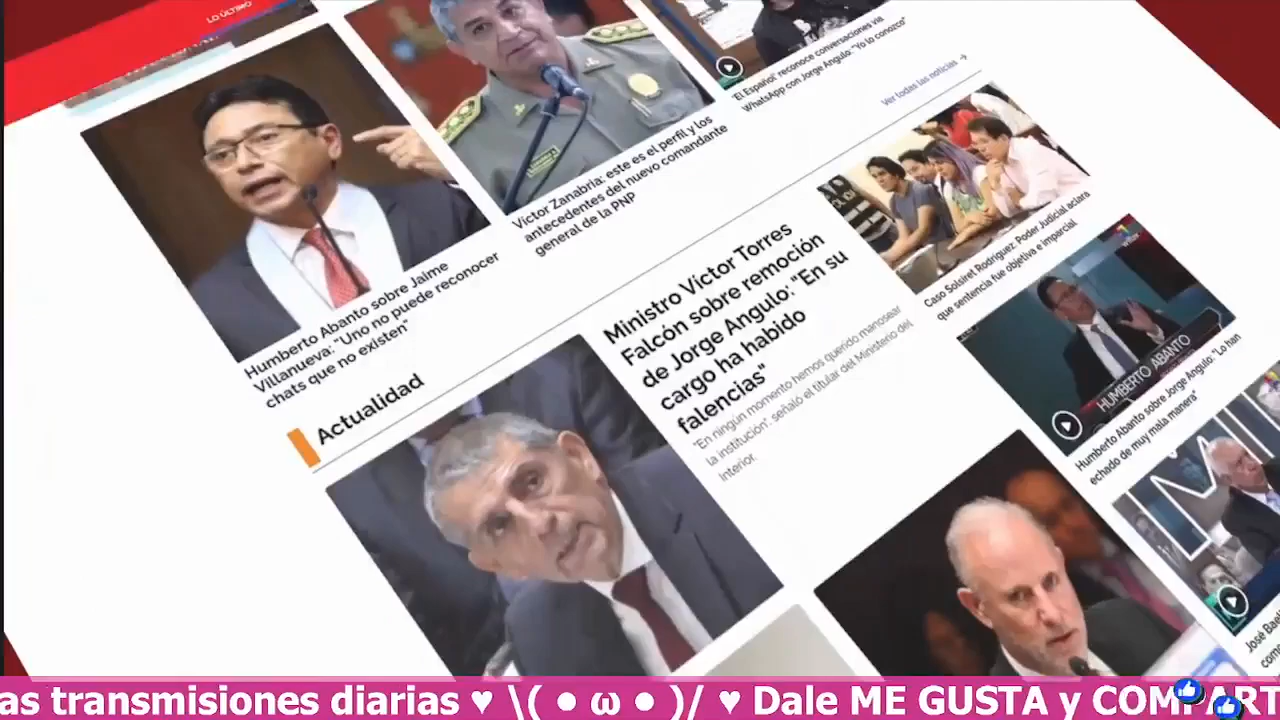 LO ÚLTIMO
Humberto Abanto sobre Jaime
Villanueva: "Uno no puede reconocer
chats que no existen"
Víctor Zanabria: este es el perfil y los
antecedentes del nuevo comandante
general de la PNP
'El Español' reconoce conversaciones vía
WhatsApp con Jorge Angulo: "Yo lo conozco"
Ver todas las noticias →
Actualidad
Ministro Víctor Torres
Falcón sobre remoción
de Jorge Angulo: "En su
cargo ha habido
falencias"
"En ningún momento hemos querido manosear
la institución", señaló el titular del Ministerio del
Interior.
Caso Solsiret Rodríguez: Poder Judicial aclara
que sentencia fue objetiva e imparcial
HUMBERTO ABANTO
Humberto Abanto sobre Jorge Angulo: "Lo han
echado de muy mala manera"
José
as transmisiones diarias ♥ \( ● ω ● )/ ♥ Dale ME GUSTA y COMPART